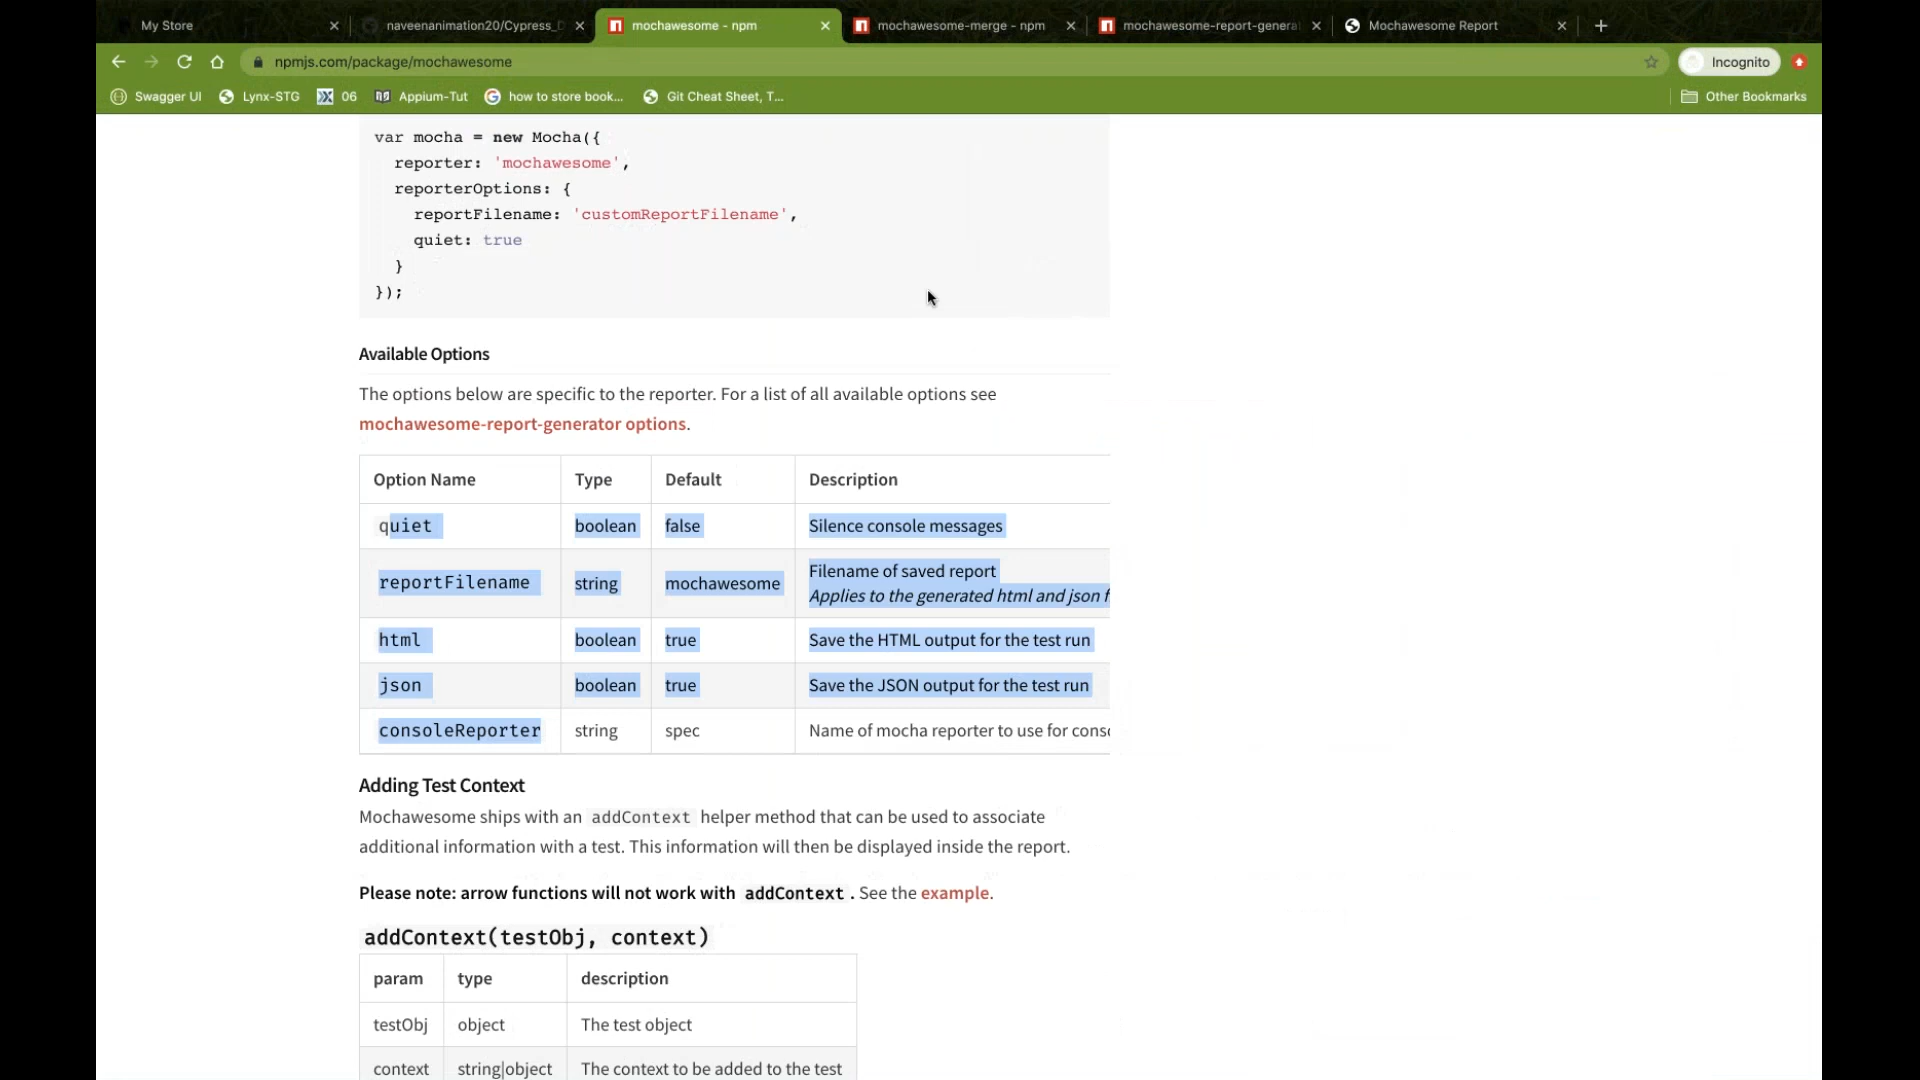 My Store
naveenanimation20/Cypress_D
mochawesome - npm
mochawesome-merge - npm
mochawesome-report-genera
Mochawesome Report
npmjs.com/package/mochawesome
Incognito
Swagger UI
Lynx-STG
06
Appium-Tut
how to store book...
Git Cheat Sheet, T...
Other Bookmarks
var mocha = new Mocha({
reporter: 'mochawesome',
reporterOptions: {
reportFilename: 'customReportFilename',
quiet: true
}
});
Available Options
The options below are specific to the reporter. For a list of all available options see
mochawesome-report-generator options.
Option Name Type Default Description
quiet boolean false Silence console messages
reportFilename string mochawesome Filename of saved report
Applies to the generated html and json f
html boolean true Save the HTML output for the test run
json boolean true Save the JSON output for the test run
consoleReporter string spec Name of mocha reporter to use for conso
Adding Test Context
Mochawesome ships with an addContext helper method that can be used to associate
additional information with a test. This information will then be displayed inside the report.
Please note: arrow functions will not work with addContext. See the example.
addContext(testObj, context)
param type description
testObj object The test object
context string|object The context to be added to the test